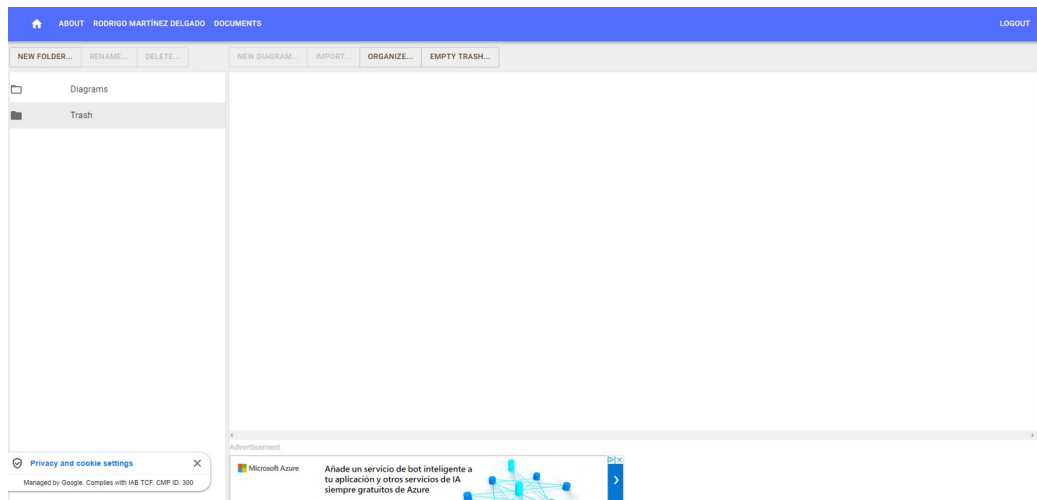 ABOUT RODRIGO MARTÍNEZ DELGADO DOCUMENTS LOGOUT
NEW FOLDER... RENAME... DELETE... NEW DIAGRAM... IMPORT... ORGANIZE... EMPTY TRASH...
Diagrams
Trash
Advertisement
Privacy and cookie settings
Managed by Google. Complies with IAB TCF. CMP ID: 300
Microsoft Azure
Añade un servicio de bot inteligente a
tu aplicación y otros servicios de IA
siempre gratuitos de Azure